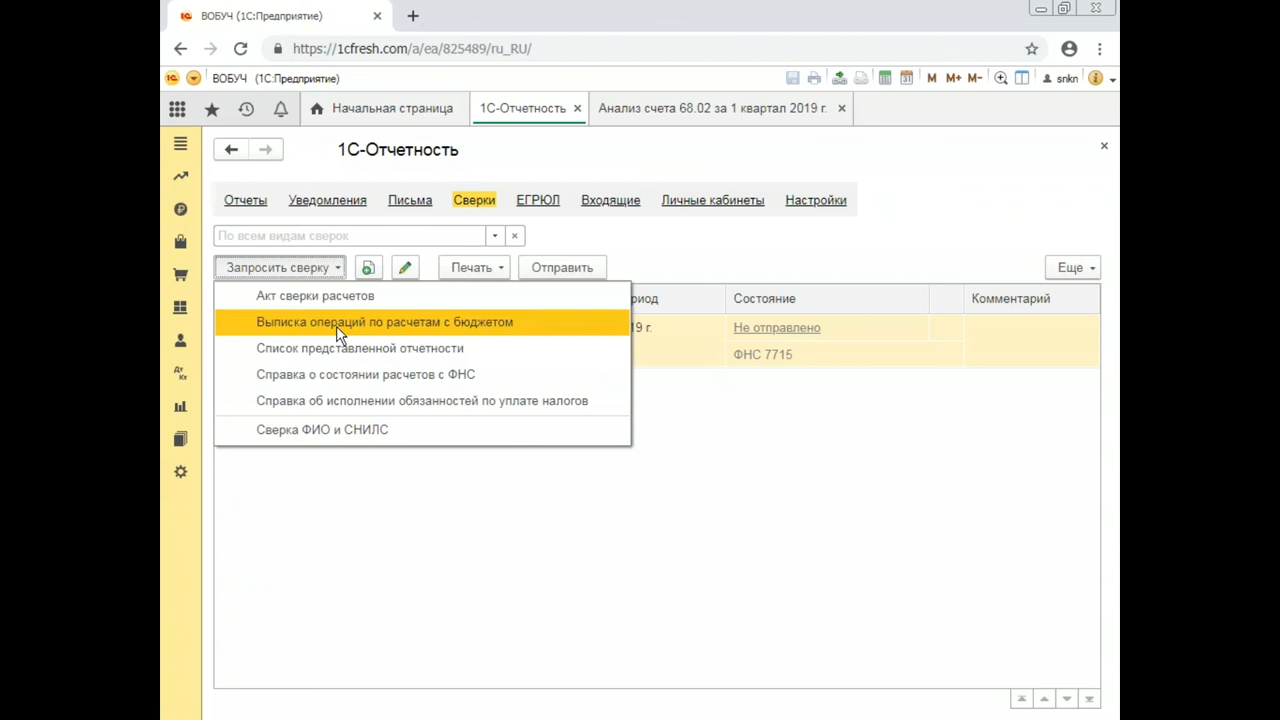 ВОБУЧ (1С:Предприятие)
https://1cfresh.com/a/ea/825489/ru_RU/
ВОБУЧ (1С:Предприятие)
M M+ M-
snkn
Начальная страница
1С-Отчетность
Анализ счета 68.02 за 1 квартал 2019 г.
1С-Отчетность
Отчеты Уведомления Письма Сверки ЕГРЮЛ Входящие Личные кабинеты Настройки
По всем видам сверок
Запросить сверку Печать Отправить Еще
Акт сверки расчетов
Выписка операций по расчетам с бюджетом
Список представленной отчетности
Справка о состоянии расчетов с ФНС
Справка об исполнении обязанностей по уплате налогов
Сверка ФИО и СНИЛС
риод Состояние Комментарий
19 г. Не отправлено
ФНС 7715